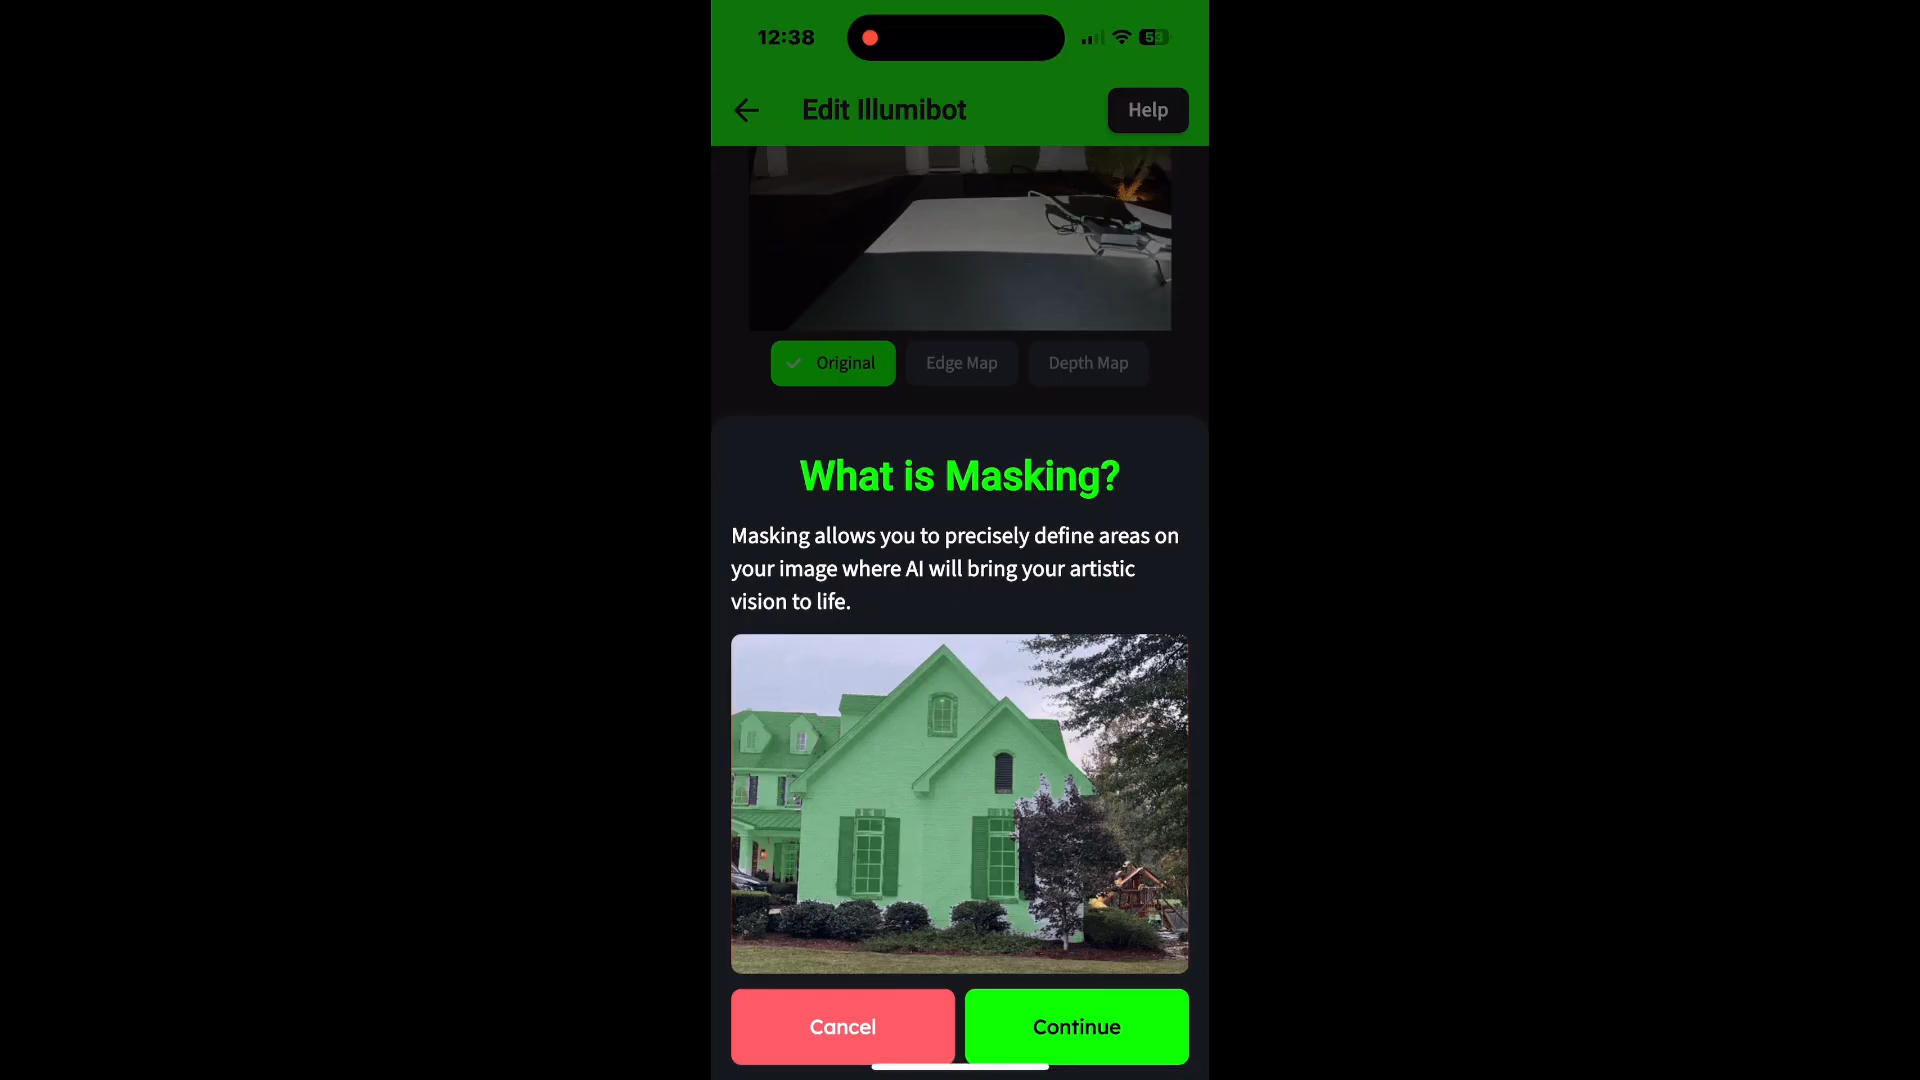 12:38
53
Edit Illumibot
Help
Original
Edge Map
Depth Map
What is Masking?
Masking allows you to precisely define areas on
your image where AI will bring your artistic
vision to life.
Cancel
Continue